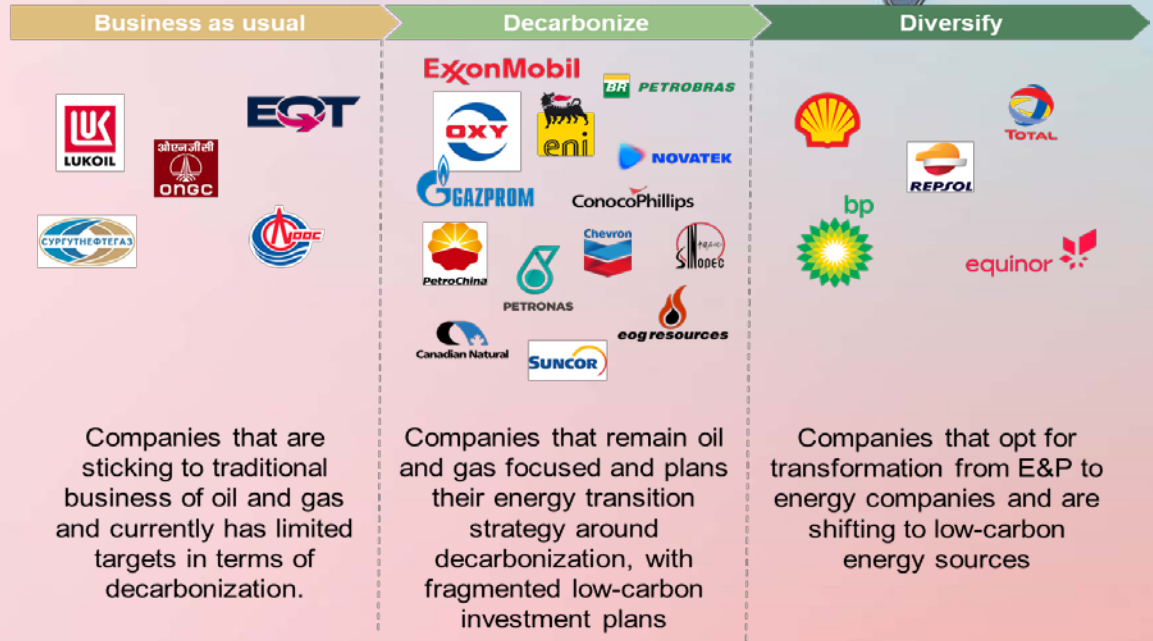 Business as usual
Decarbonize
Diversify
LUKOIL
ओएनजीसी
ONGC
EQT
СУРГУТНЕФТЕГАЗ
CNOOC
ExxonMobil
BR PETROBRAS
OXY
eni
NOVATEK
GAZPROM
ConocoPhillips
PetroChina
PETRONAS
Chevron
SINOPEC
eog resources
Canadian Natural
SUNCOR
TOTAL
REPSOL
bp
equinor
Companies that are
sticking to traditional
business of oil and gas
and currently has limited
targets in terms of
decarbonization.
Companies that remain oil
and gas focused and plans
their energy transition
strategy around
decarbonization, with
fragmented low-carbon
investment plans
Companies that opt for
transformation from E&P to
energy companies and are
shifting to low-carbon
energy sources